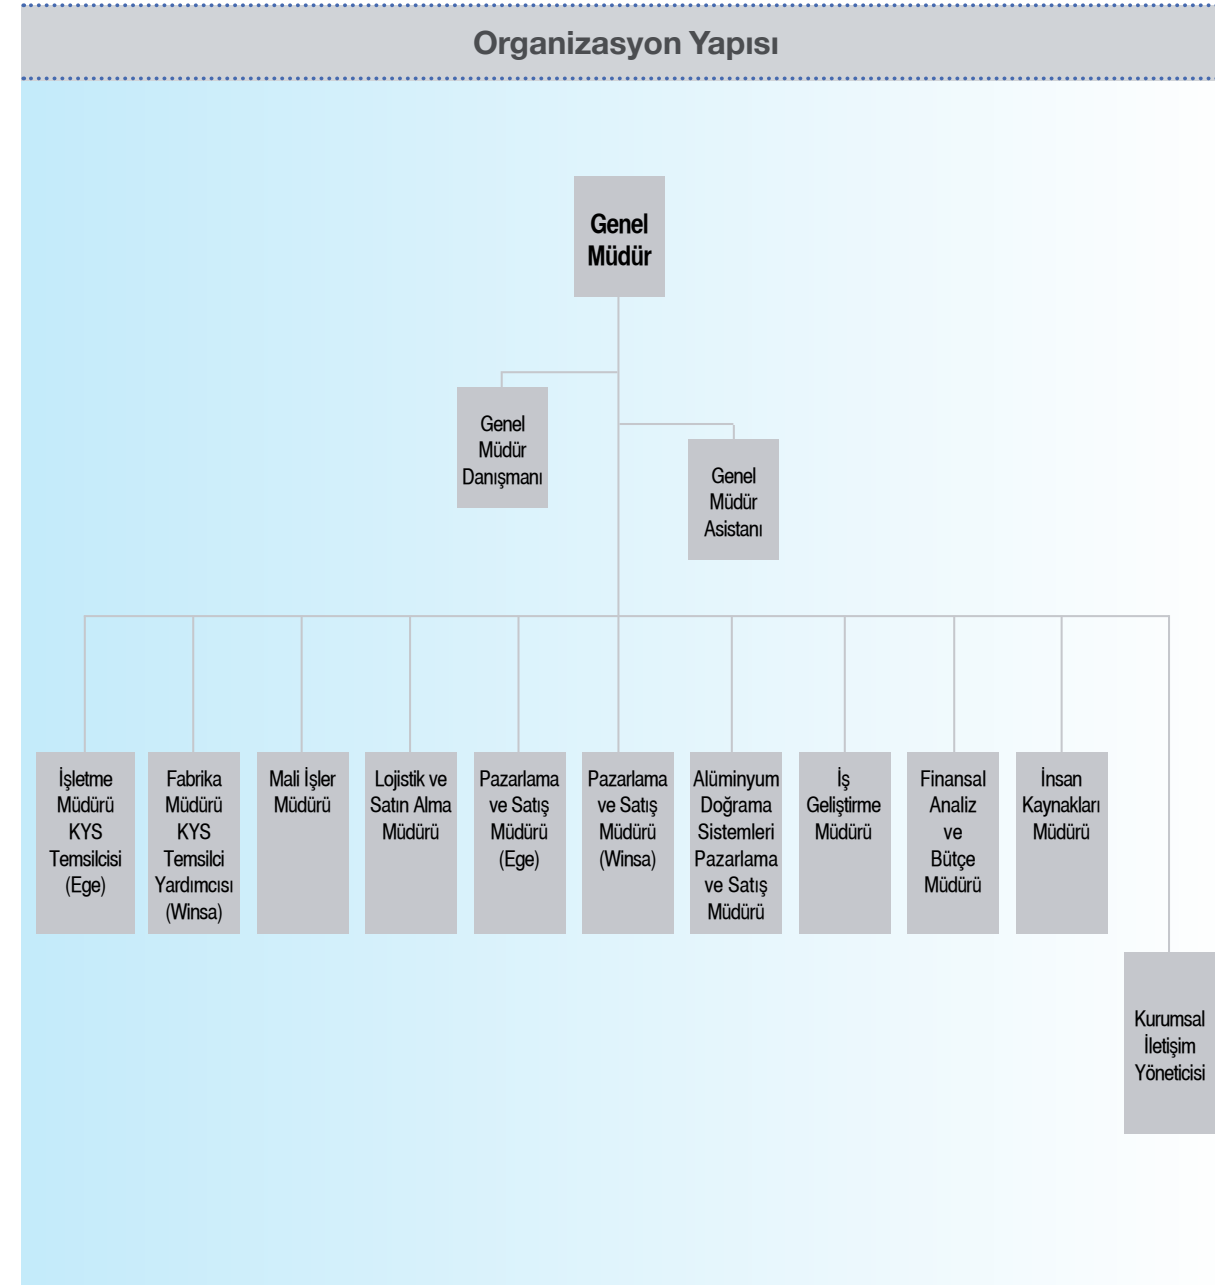 Organizasyon Yapısı
Genel
Müdür
Genel
Müdür
Danışmanı
Genel
Müdür
Asistanı
İşletme
Müdürü
KYS
Temsilcisi
(Ege)
Fabrika
Müdürü
KYS
Temsilci
Yardımcısı
(Winsa)
Mali İşler
Müdürü
Lojistik ve
Satın Alma
Müdürü
Pazarlama
ve Satış
Müdürü
(Ege)
Pazarlama
ve Satış
Müdürü
(Winsa)
Alüminyum
Doğrama
Sistemleri
Pazarlama
ve Satış
Müdürü
İş
Geliştirme
Müdürü
Finansal
Analiz
ve
Bütçe
Müdürü
İnsan
Kaynakları
Müdürü
Kurumsal
İletişim
Yöneticisi